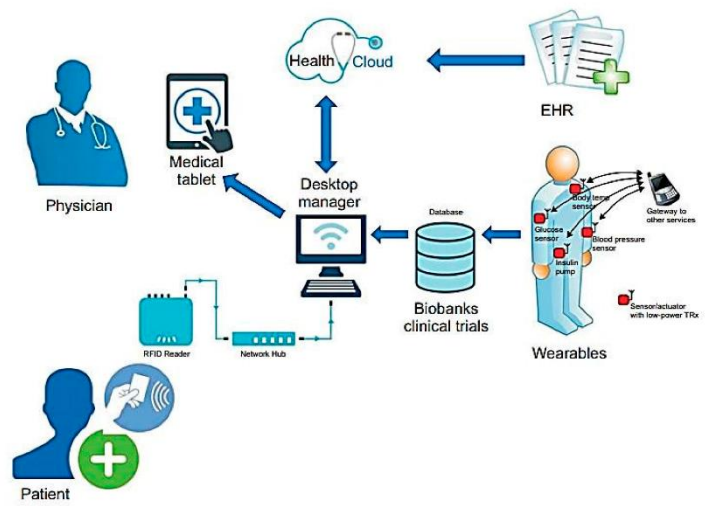 Health Cloud
EHR
Physician
Medical
tablet
Desktop
manager
Database
Biobanks
clinical trials
Body temp
sensor
Glucose
sensor
Blood pressure
sensor
Insulin
pump
Gateway to
other services
Sensor/actuator
with low-power TRx
Wearables
RFID Reader
Network Hub
Patient